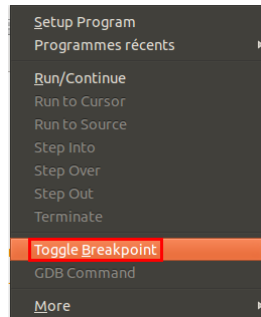 Setup Program
Programmes récents
Run/Continue
Run to Cursor
Run to Source
Step Into
Step Over
Step Out
Terminate
Toggle Breakpoint
GDB Command
More